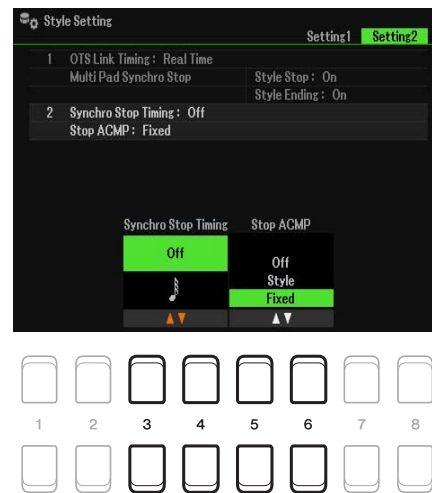 Style Setting
Setting1 Setting2
1 OTS Link Timing : Real Time
Multi Pad Synchro Stop Style Stop : On
Style Ending : On
2 Synchro Stop Timing : Off
Stop ACMP : Fixed
Synchro Stop Timing Stop ACMP
Off
Off
Style
Fixed
1 2 3 4 5 6 7 8